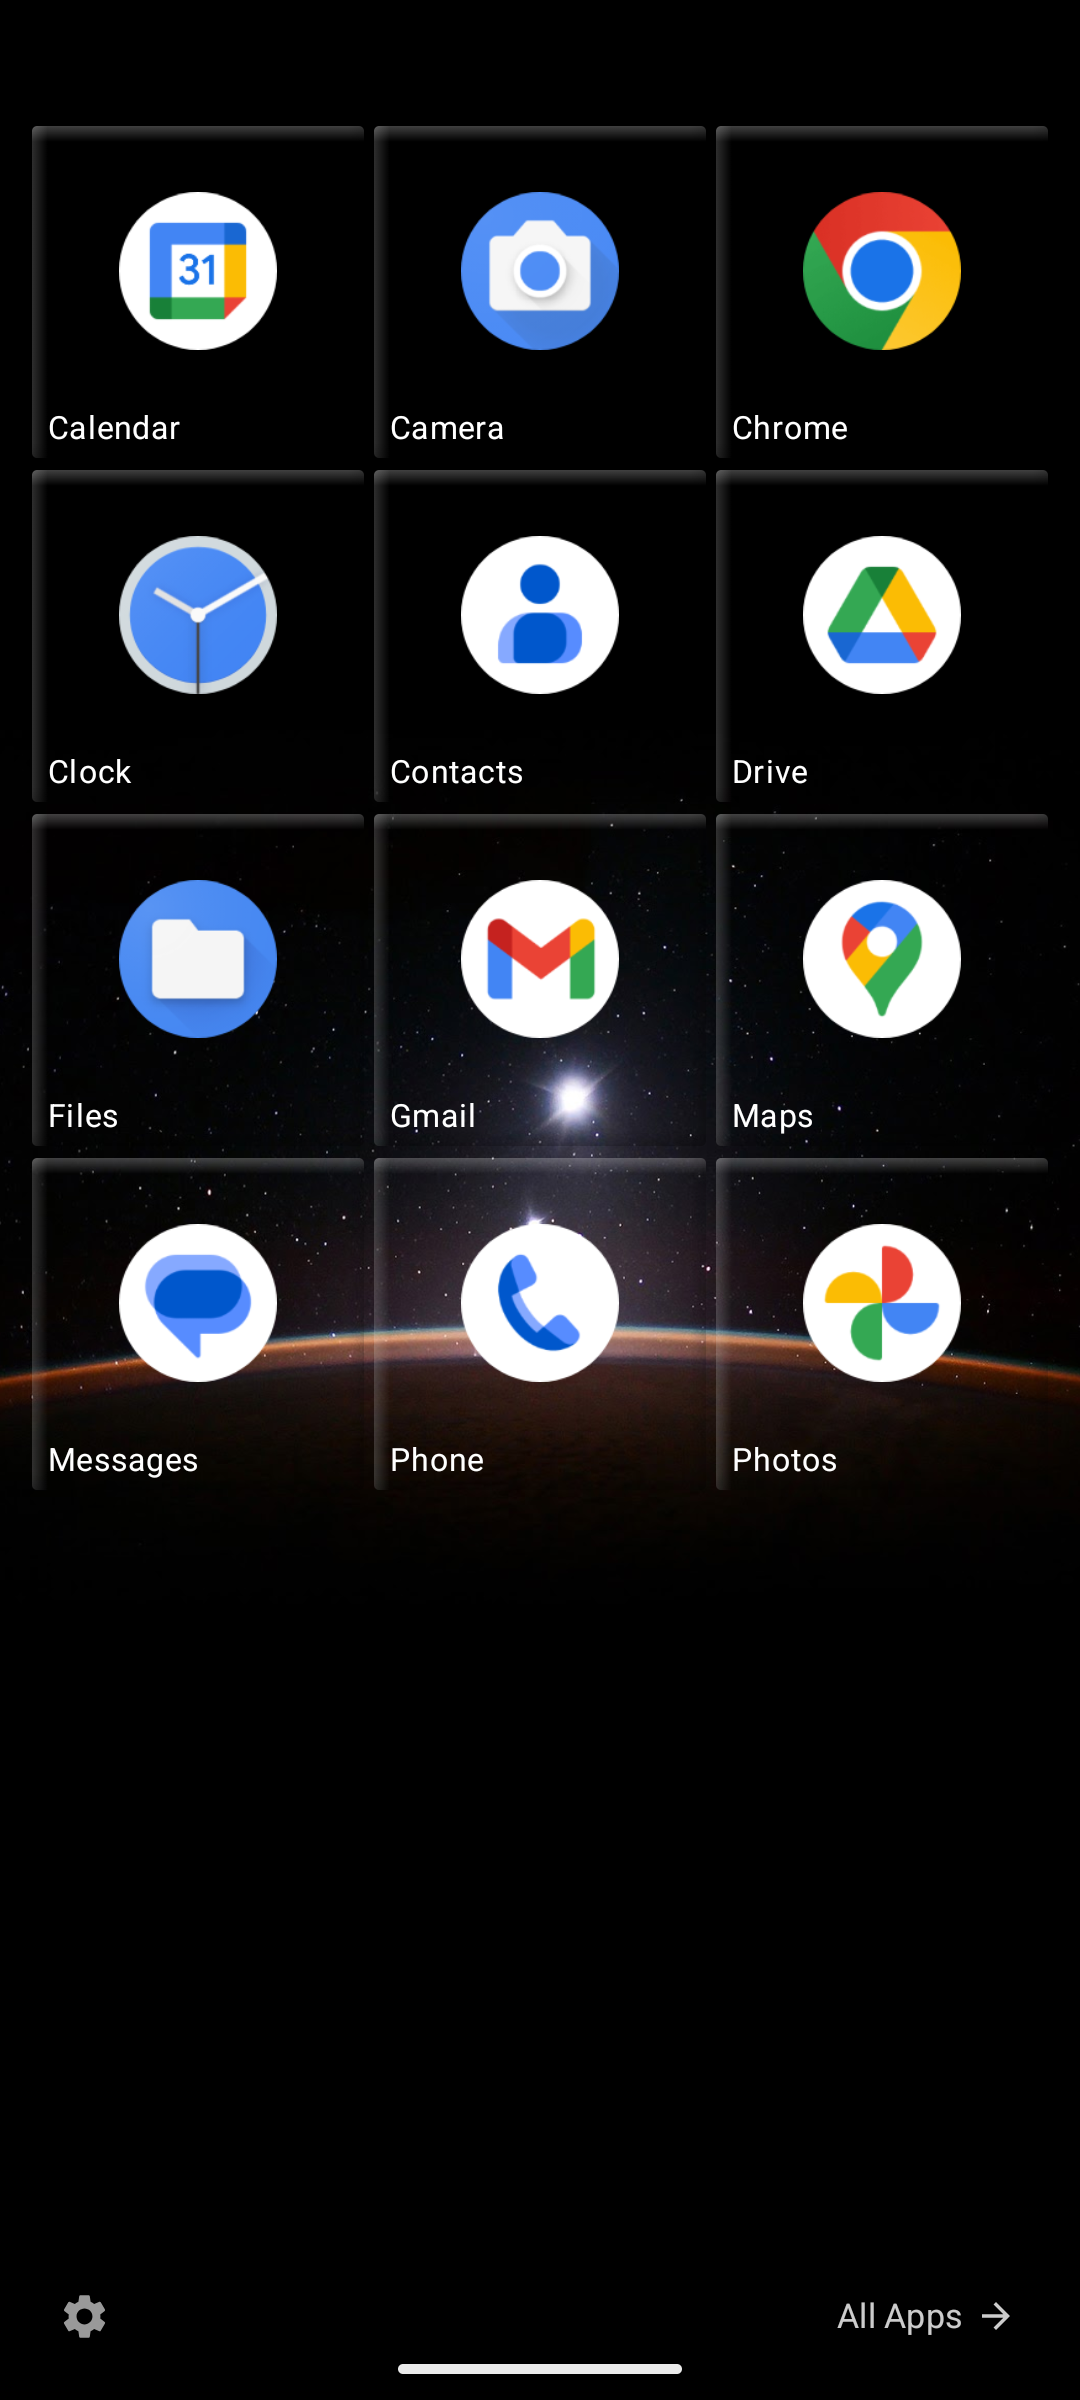 31
Calendar
Camera
Chrome
Clock
Contacts
Drive
Files
Gmail
Maps
Messages
Phone
Photos
All Apps